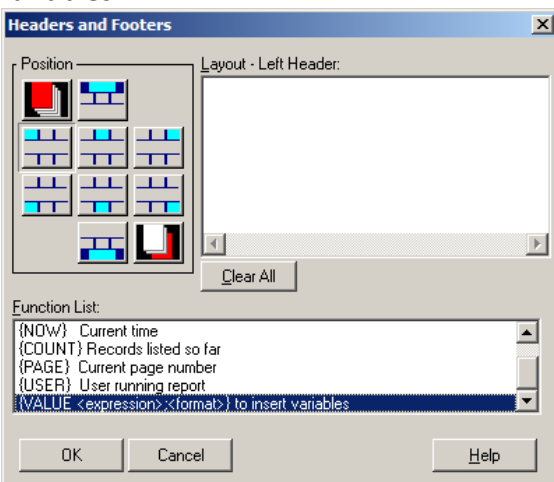 Headers and Footers
Position
Layout - Left Header:
Clear All
Function List:
{NOW} Current time
{COUNT} Records listed so far
{PAGE} Current page number
{USER} User running report
{VALUE <expression>;<format>} to insert variables
OK
Cancel
Help